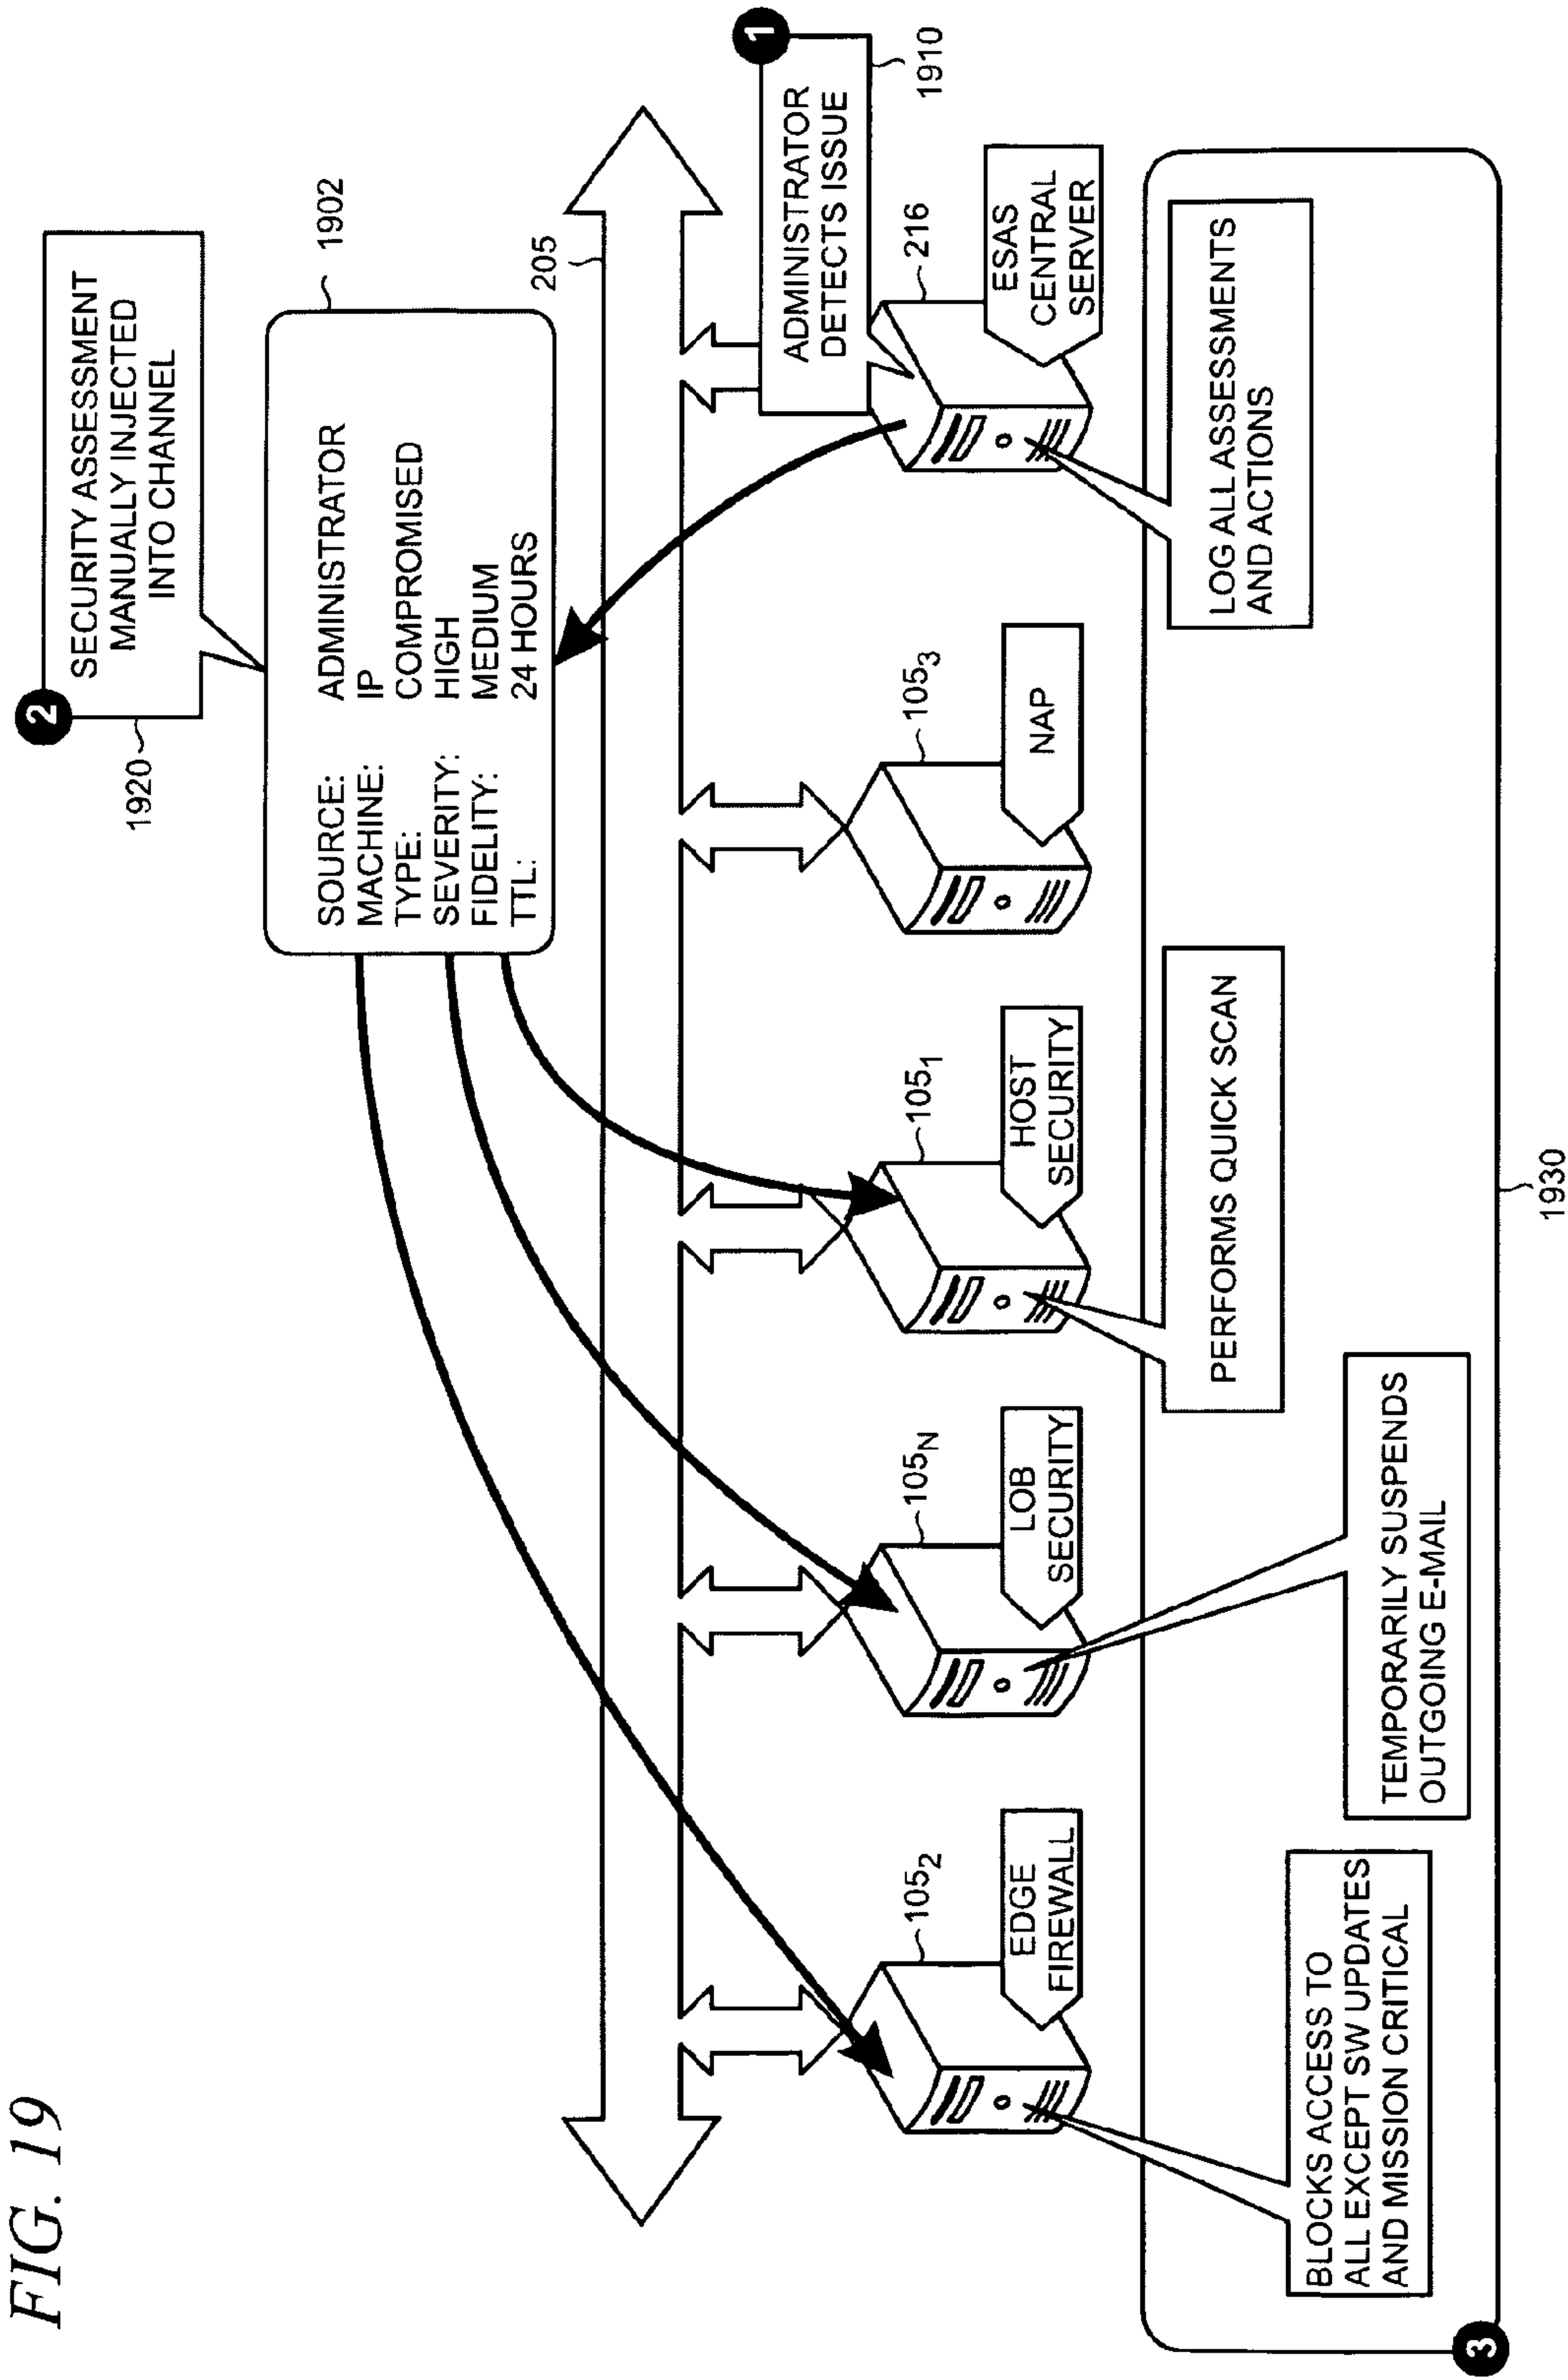 FIG. 19
2
SECURITY ASSESSMENT
MANUALLY INJECTED
INTO CHANNEL
1920
1902
SOURCE: ADMINISTRATOR
MACHINE: IP
TYPE: COMPROMISED
SEVERITY: HIGH
FIDELITY: MEDIUM
TTL: 24 HOURS
205
1
ADMINISTRATOR
DETECTS ISSUE
1910
105₂
EDGE
FIREWALL
105N
LOB
SECURITY
105₁
HOST
SECURITY
105₃
NAP
216
ESAS
CENTRAL
SERVER
BLOCKS ACCESS TO
ALL EXCEPT SW UPDATES
AND MISSION CRITICAL
TEMPORARILY SUSPENDS
OUTGOING E-MAIL
PERFORMS QUICK SCAN
LOG ALL ASSESSMENTS
AND ACTIONS
3
1930